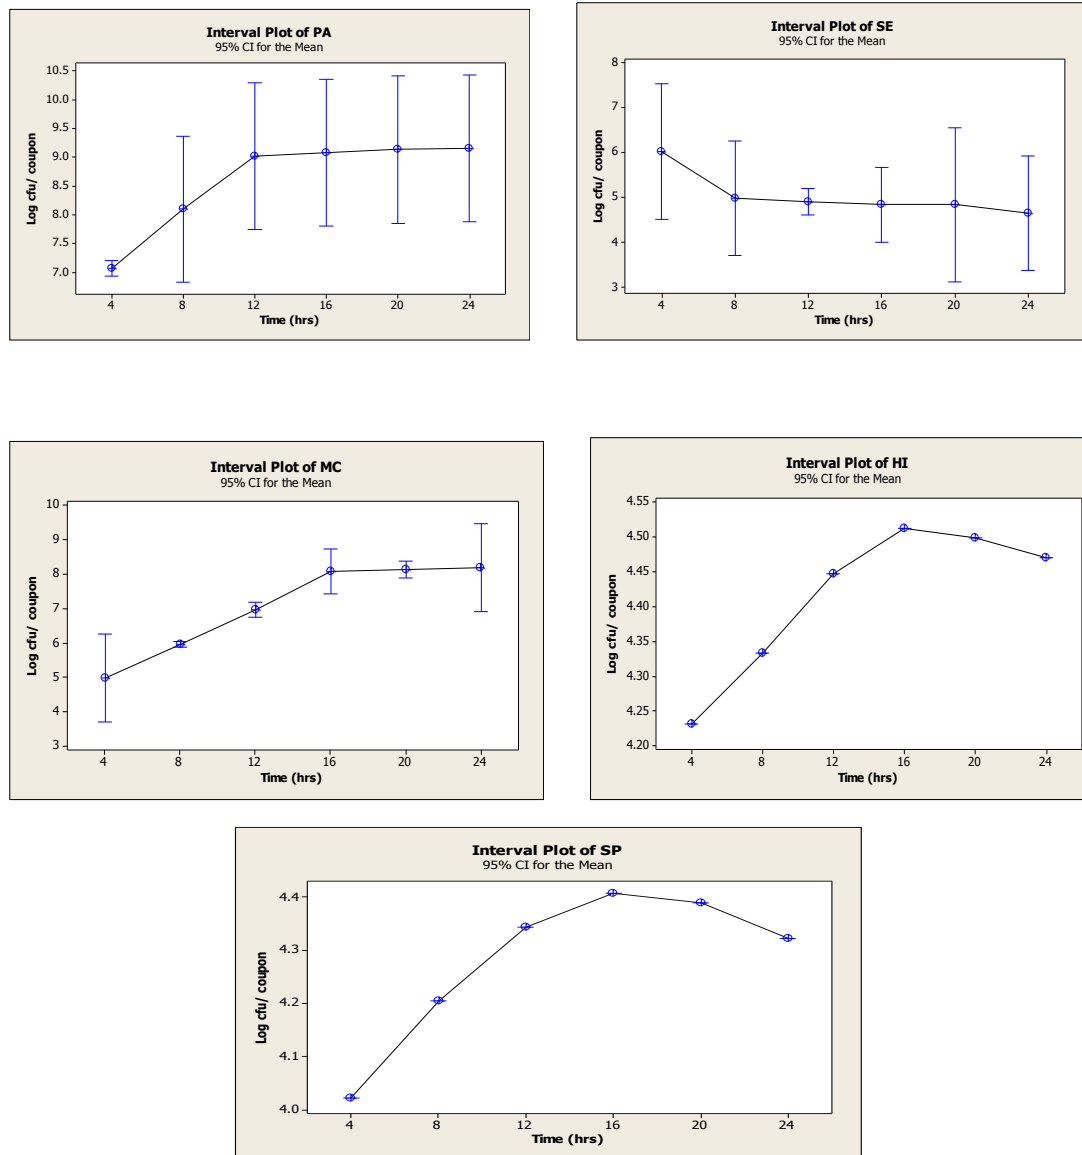 Interval Plot of PA
95% CI for the Mean
Log cfu/ coupon
10.5
10.0
9.5
9.0
8.5
8.0
7.5
7.0
4 8 12 16 20 24
Time (hrs)
Interval Plot of SE
95% CI for the Mean
Log cfu/ coupon
8
7
6
5
4
3
4 8 12 16 20 24
Time (hrs)
Interval Plot of MC
95% CI for the Mean
Log cfu/ coupon
10
9
8
7
6
5
4
3
4 8 12 16 20 24
Time (hrs)
Interval Plot of HI
95% CI for the Mean
Log cfu/ coupon
4.55
4.50
4.45
4.40
4.35
4.30
4.25
4.20
4 8 12 16 20 24
Time (hrs)
Interval Plot of SP
95% CI for the Mean
Log cfu/ coupon
4.4
4.3
4.2
4.1
4.0
4 8 12 16 20 24
Time (hrs)